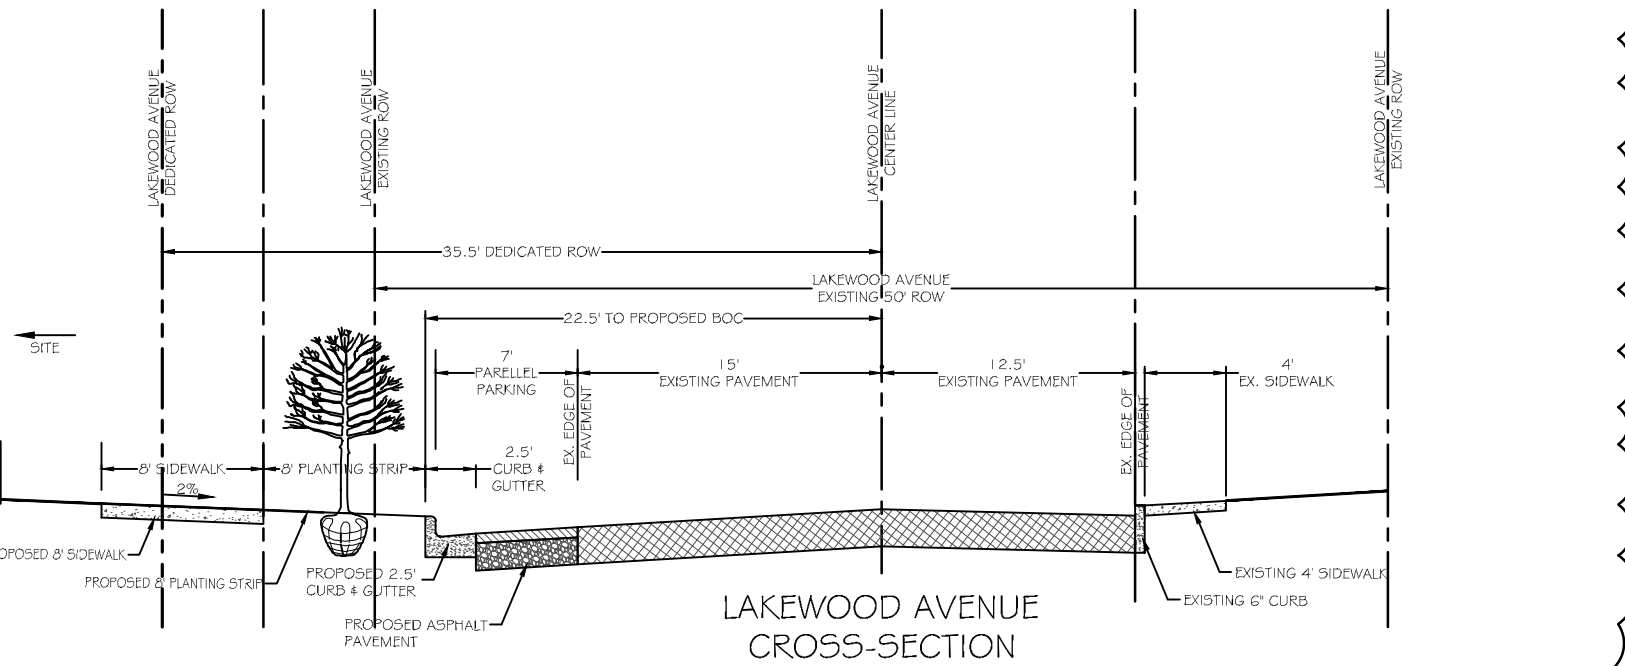 LAKEWOOD AVENUE
DEDICATED ROW
LAKEWOOD AVENUE
EXISTING ROW
LAKEWOOD AVENUE
CENTER LINE
LAKEWOOD AVENUE
EXISTING ROW
35.5' DEDICATED ROW
LAKEWOOD AVENUE
EXISTING 50' ROW
22.5' TO PROPOSED BOC
SITE
7'
PARELLEL
PARKING
15'
EXISTING PAVEMENT
12.5'
EXISTING PAVEMENT
4'
EX. SIDEWALK
EX. EDGE OF
PAVEMENT
EX. EDGE OF
PAVEMENT
8' SIDEWALK
8' PLANTING STRIP
2.5'
CURB &
GUTTER
2%
OPOSED 8' SIDEWALK
PROPOSED 8' PLANTING STRIP
PROPOSED 2.5'
CURB & GUTTER
PROPOSED ASPHALT
PAVEMENT
EXISTING 4' SIDEWALK
EXISTING 6" CURB
LAKEWOOD AVENUE
CROSS-SECTION